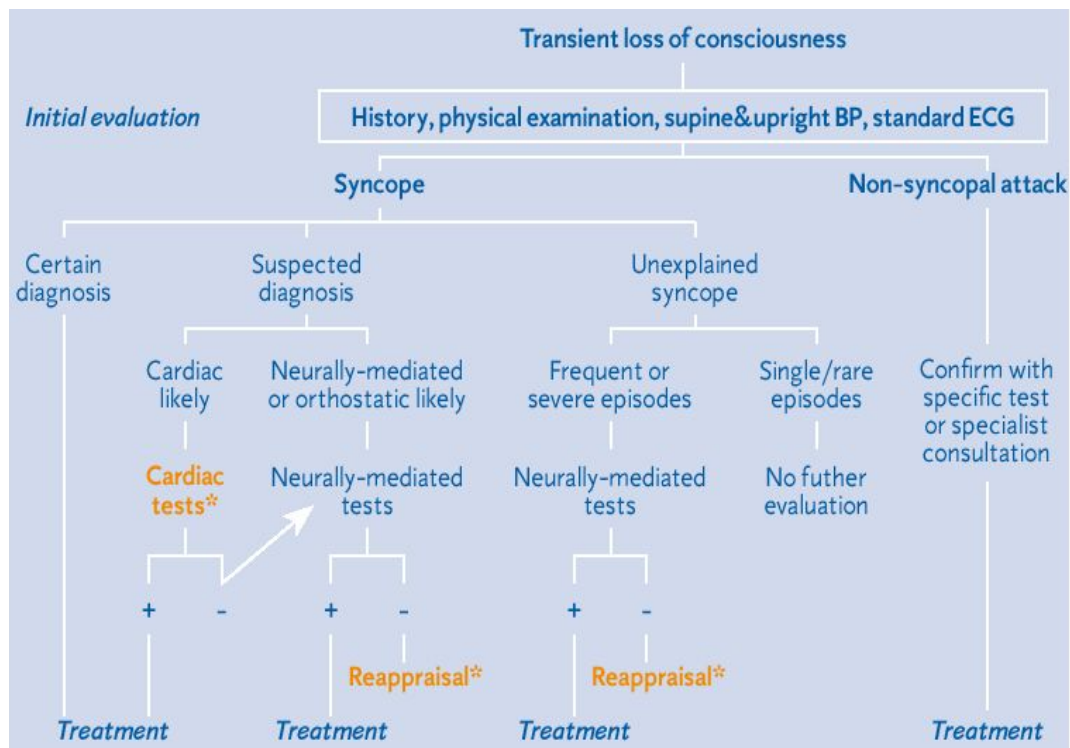 Transient loss of consciousness
Initial evaluation
History, physical examination, supine&upright BP, standard ECG
Syncope
Non-syncopal attack
Certain
diagnosis
Suspected
diagnosis
Unexplained
syncope
Cardiac
likely
Neurally-mediated
or orthostatic likely
Frequent or
severe episodes
Single/rare
episodes
Confirm with
specific test
or specialist
consultation
Cardiac
tests*
Neurally-mediated
tests
Neurally-mediated
tests
No futher
evaluation
+
-
+
-
+
-
Reappraisal*
Reappraisal*
Treatment
Treatment
Treatment
Treatment